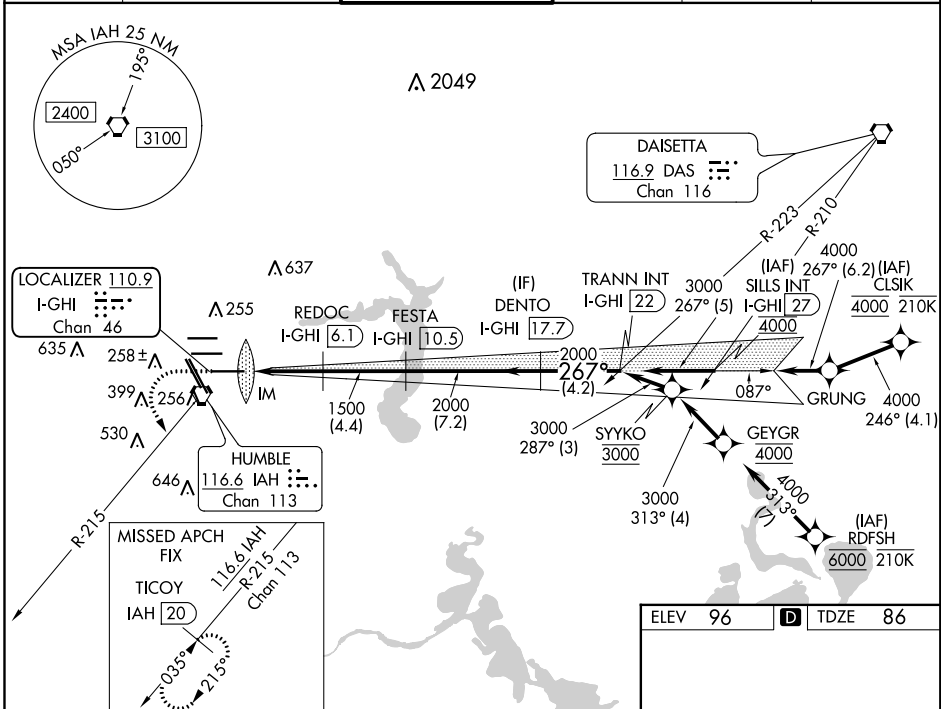 MSA IAH 25 NM
195°
2400
3100
050°
2049
DAISETTA
116.9 DAS
Chan 116
R-223
R-210
LOCALIZER 110.9
I-GHI
Chan 46
637
255
635
258±
399
256
530
646
IM
REDOC
I-GHI 6.1
FESTA
I-GHI 10.5
(IF)
DENTO
I-GHI 17.7
TRANN INT
I-GHI 22
3000
267° (5)
(IAF)
SILLS INT
I-GHI 27
4000
4000
267° (6.2)
(IAF)
CLSIK
4000 210K
2000
267°
(4.2)
087°
GRUNG
4000
246° (4.1)
1500
(4.4)
2000
(7.2)
3000
287° (3)
SYYKO
3000
GEYGR
4000
3000
313° (4)
4000
313°
(7)
(IAF)
RDFSH
6000 210K
HUMBLE
116.6 IAH
Chan 113
R-215
MISSED APCH
FIX
TICOY
IAH 20
116.6 IAH
R-215
Chan 113
035°
215°
ELEV 96 D TDZE 86